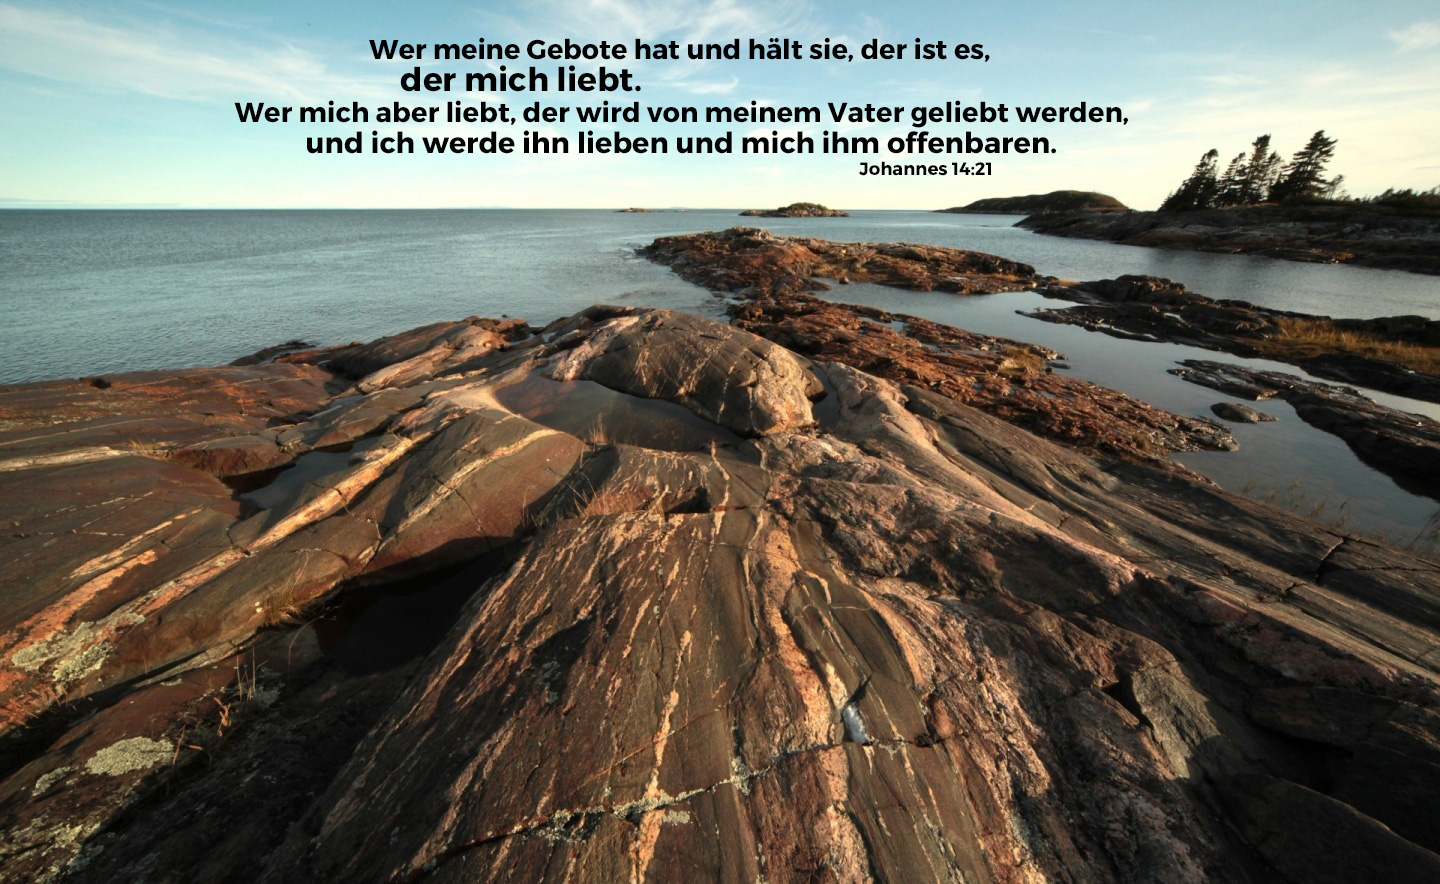 Wer meine Gebote hat und hält sie, der ist es,
der mich liebt.
Wer mich aber liebt, der wird von meinem Vater geliebt werden,
und ich werde ihn lieben und mich ihm offenbaren.
Johannes 14:21